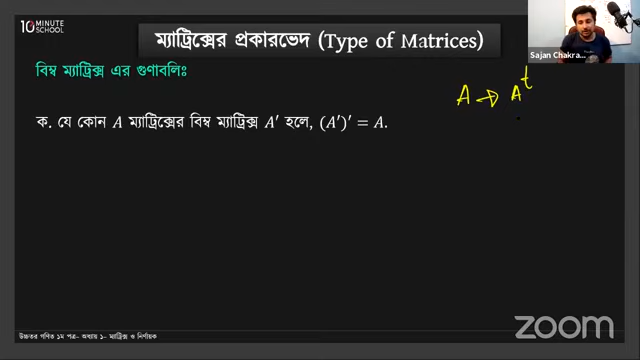 10 MINUTE SCHOOL
ম্যাট্রিক্সের প্রকারভেদ (Type of Matrices)
Sajan Chakra...
বিম্ব ম্যাট্রিক্স এর গুণাবলিঃ
A → A^t
ক. যে কোন A ম্যাট্রিক্সের বিম্ব ম্যাট্রিক্স A′ হলে, (A′)′ = A.
উচ্চতর গণিত ১ম পত্র- অধ্যায় ১- ম্যাট্রিক্স ও নির্ণায়ক
zoom